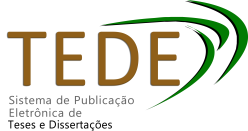 TEDE
Sistema de Publicação
Eletrônica de
Teses e Dissertações